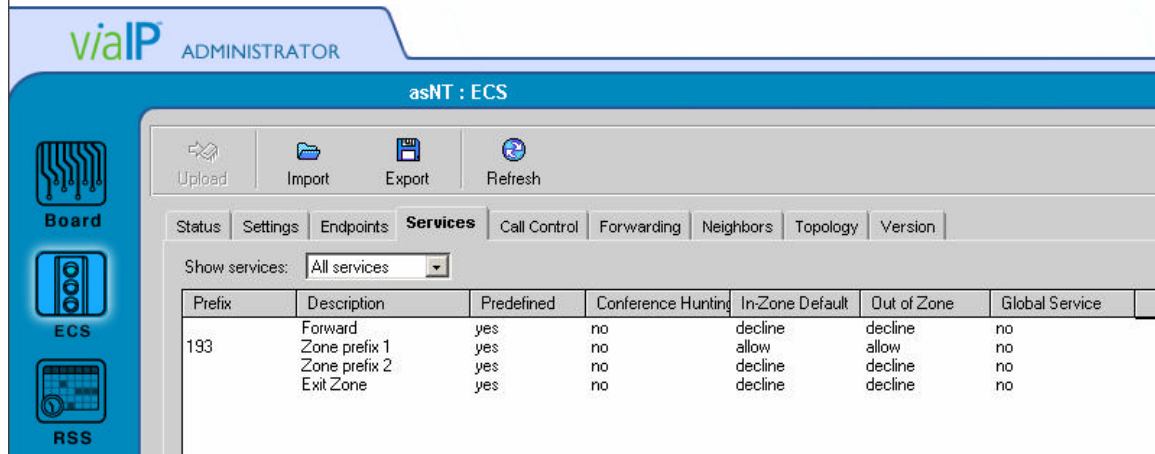 viaIP ADMINISTRATOR
asNT : ECS
Upload Import Export Refresh
Board
Status Settings Endpoints Services Call Control Forwarding Neighbors Topology Version
Show services: All services
Prefix Description Predefined Conference Hunting In-Zone Default Out of Zone Global Service
Forward yes no decline decline no
ECS
193 Zone prefix 1 yes no allow allow no
Zone prefix 2 yes no decline decline no
Exit Zone yes no decline decline no
RSS